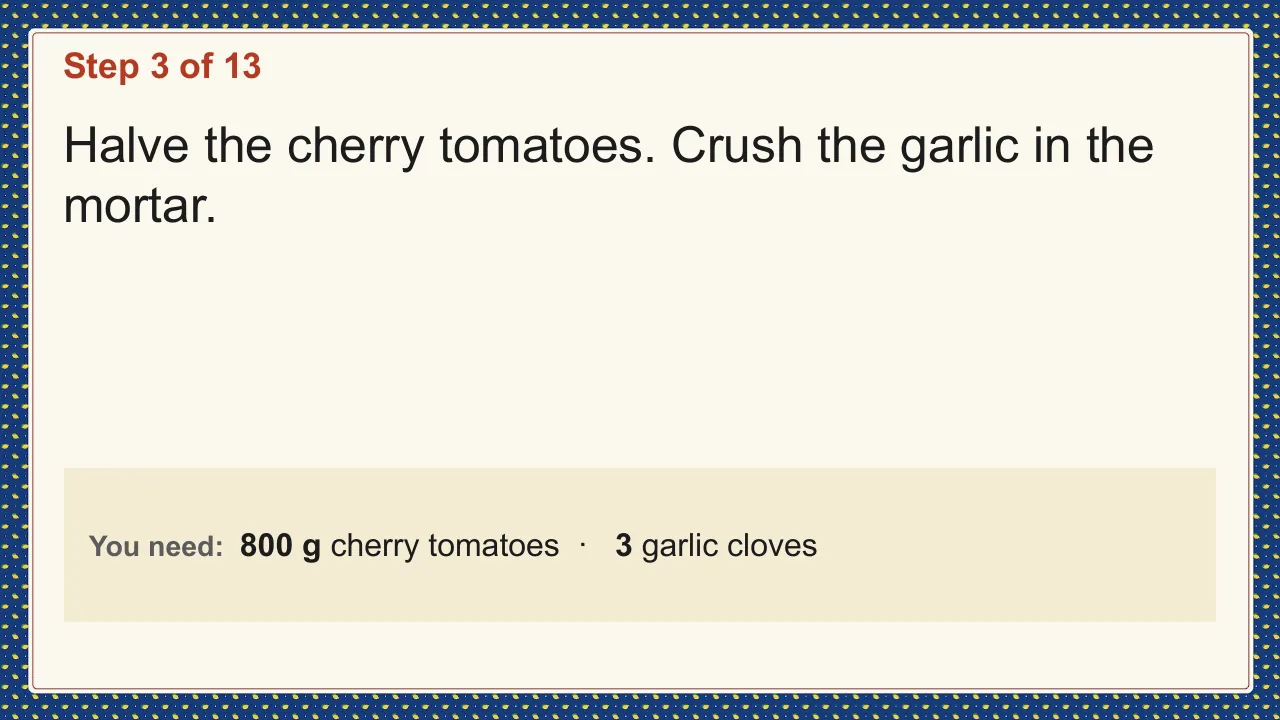 Step 3 of 13
Halve the cherry tomatoes. Crush the garlic in the
mortar.
You need: 800 g cherry tomatoes · 3 garlic cloves